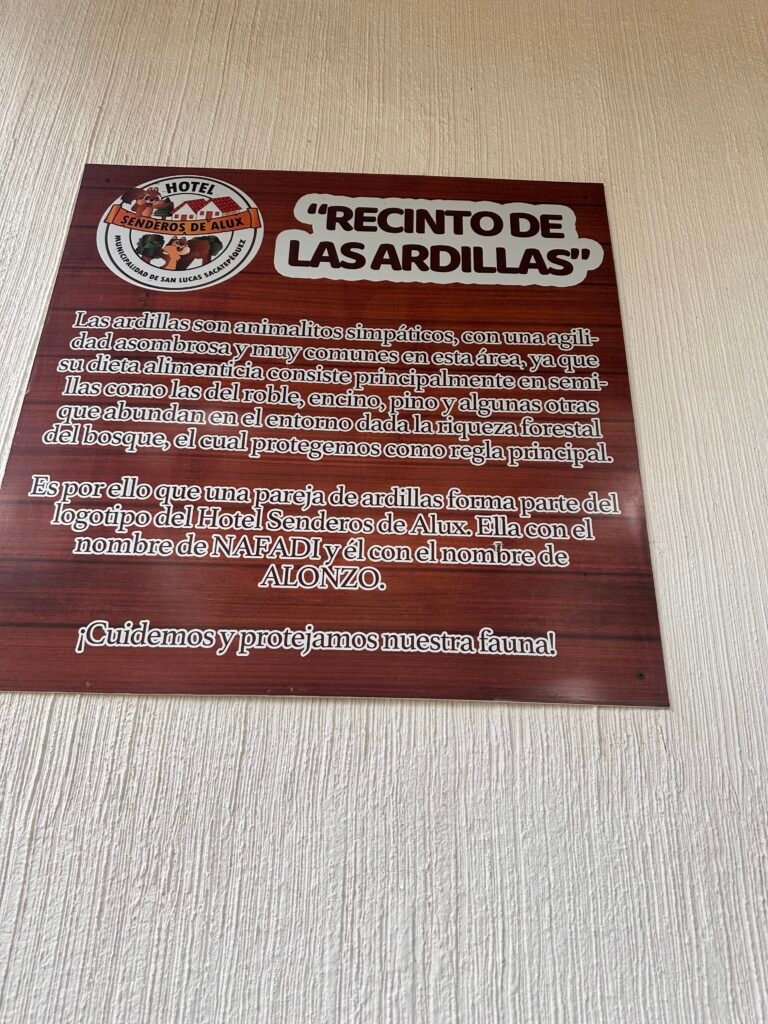 HOTEL
SENDEROS DE ALUX
MUNICIPALIDAD DE SAN LUCAS SACATEPÉQUEZ
“RECINTO DE
LAS ARDILLAS”
Las ardillas son animalitos simpáticos, con una agili-
dad asombrosa y muy comunes en esta área, ya que
su dieta alimenticia consiste principalmente en semi-
llas como las del roble, encino, pino y algunas otras
que abundan en el entorno dada la riqueza forestal
del bosque, el cual protegemos como regla principal.
Es por ello que una pareja de ardillas forma parte del
logotipo del Hotel Senderos de Alux. Ella con el
nombre de NAFADI y él con el nombre de
ALONZO.
¡Cuidemos y protejamos nuestra fauna!